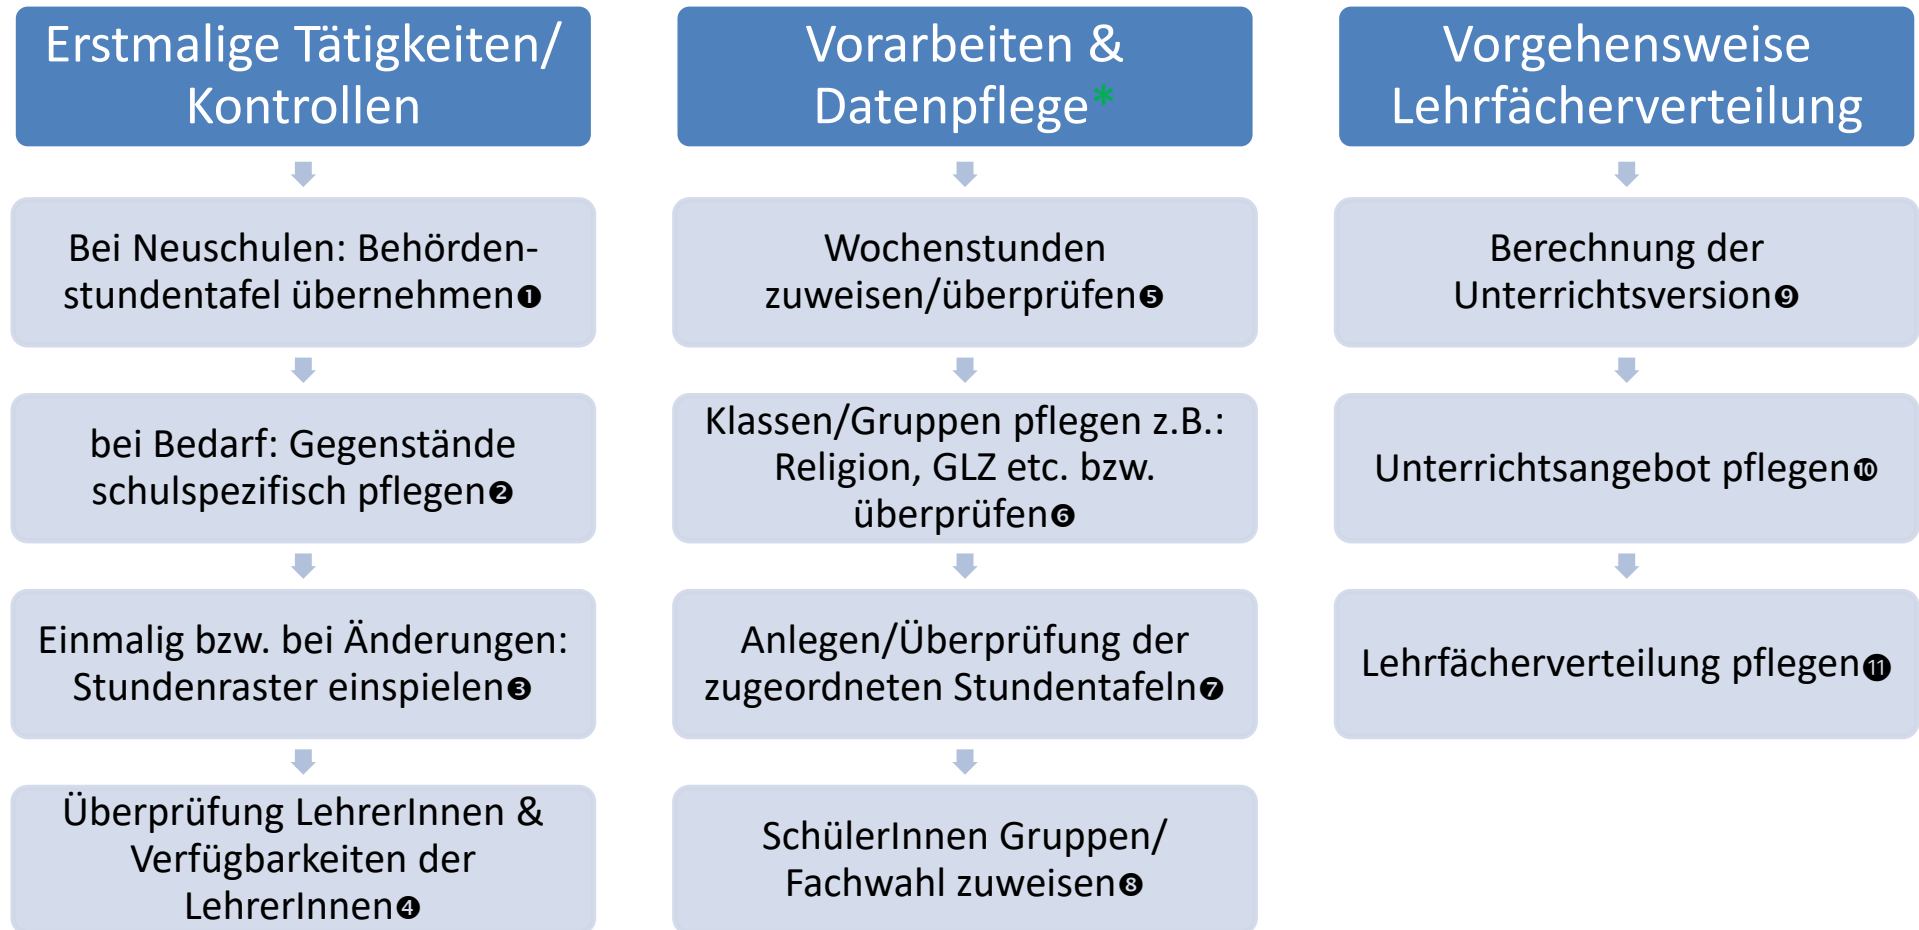 Erstmalige Tätigkeiten/
Kontrollen
Bei Neuschulen: Behörden-
stundentafel übernehmen❶
bei Bedarf: Gegenstände
schulspezifisch pflegen❷
Einmalig bzw. bei Änderungen:
Stundenraster einspielen❸
Überprüfung LehrerInnen &
Verfügbarkeiten der
LehrerInnen❹
Vorarbeiten &
Datenpflege*
Wochenstunden
zuweisen/überprüfen❺
Klassen/Gruppen pflegen z.B.:
Religion, GLZ etc. bzw.
überprüfen❻
Anlegen/Überprüfung der
zugeordneten Stundentafeln❼
SchülerInnen Gruppen/
Fachwahl zuweisen❽
Vorgehensweise
Lehrfächerverteilung
Berechnung der
Unterrichtsversion❾
Unterrichtsangebot pflegen❿
Lehrfächerverteilung pflegen⓫